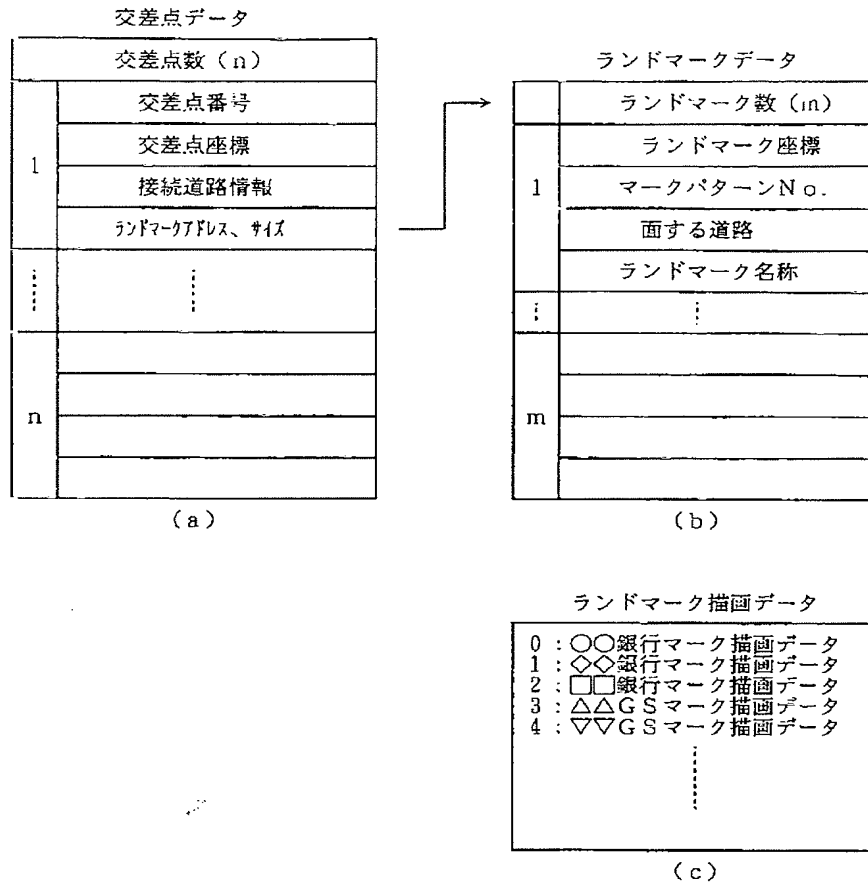 交差点データ
交差点数（n）
1
交差点番号
交差点座標
接続道路情報
ランドマークアドレス、サイズ
n
(a)
ランドマークデータ
ランドマーク数（m）
1
ランドマーク座標
マークパターンNo.
面する道路
ランドマーク名称
m
(b)
ランドマーク描画データ
0：○○銀行マーク描画データ
1：◇◇銀行マーク描画データ
2：□□銀行マーク描画データ
3：△△GSマーク描画データ
4：▽▽GSマーク描画データ
(c)